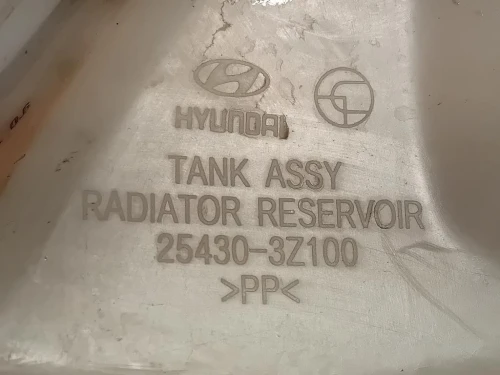 HYUNDAI
TANK ASSY
RADIATOR RESERVOIR
25430-3Z100
>PP<